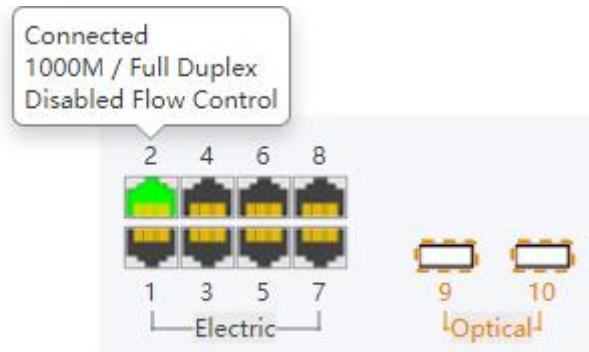 Connected
1000M / Full Duplex
Disabled Flow Control
2 4 6 8
1 3 5 7 9 10
Electric Optical